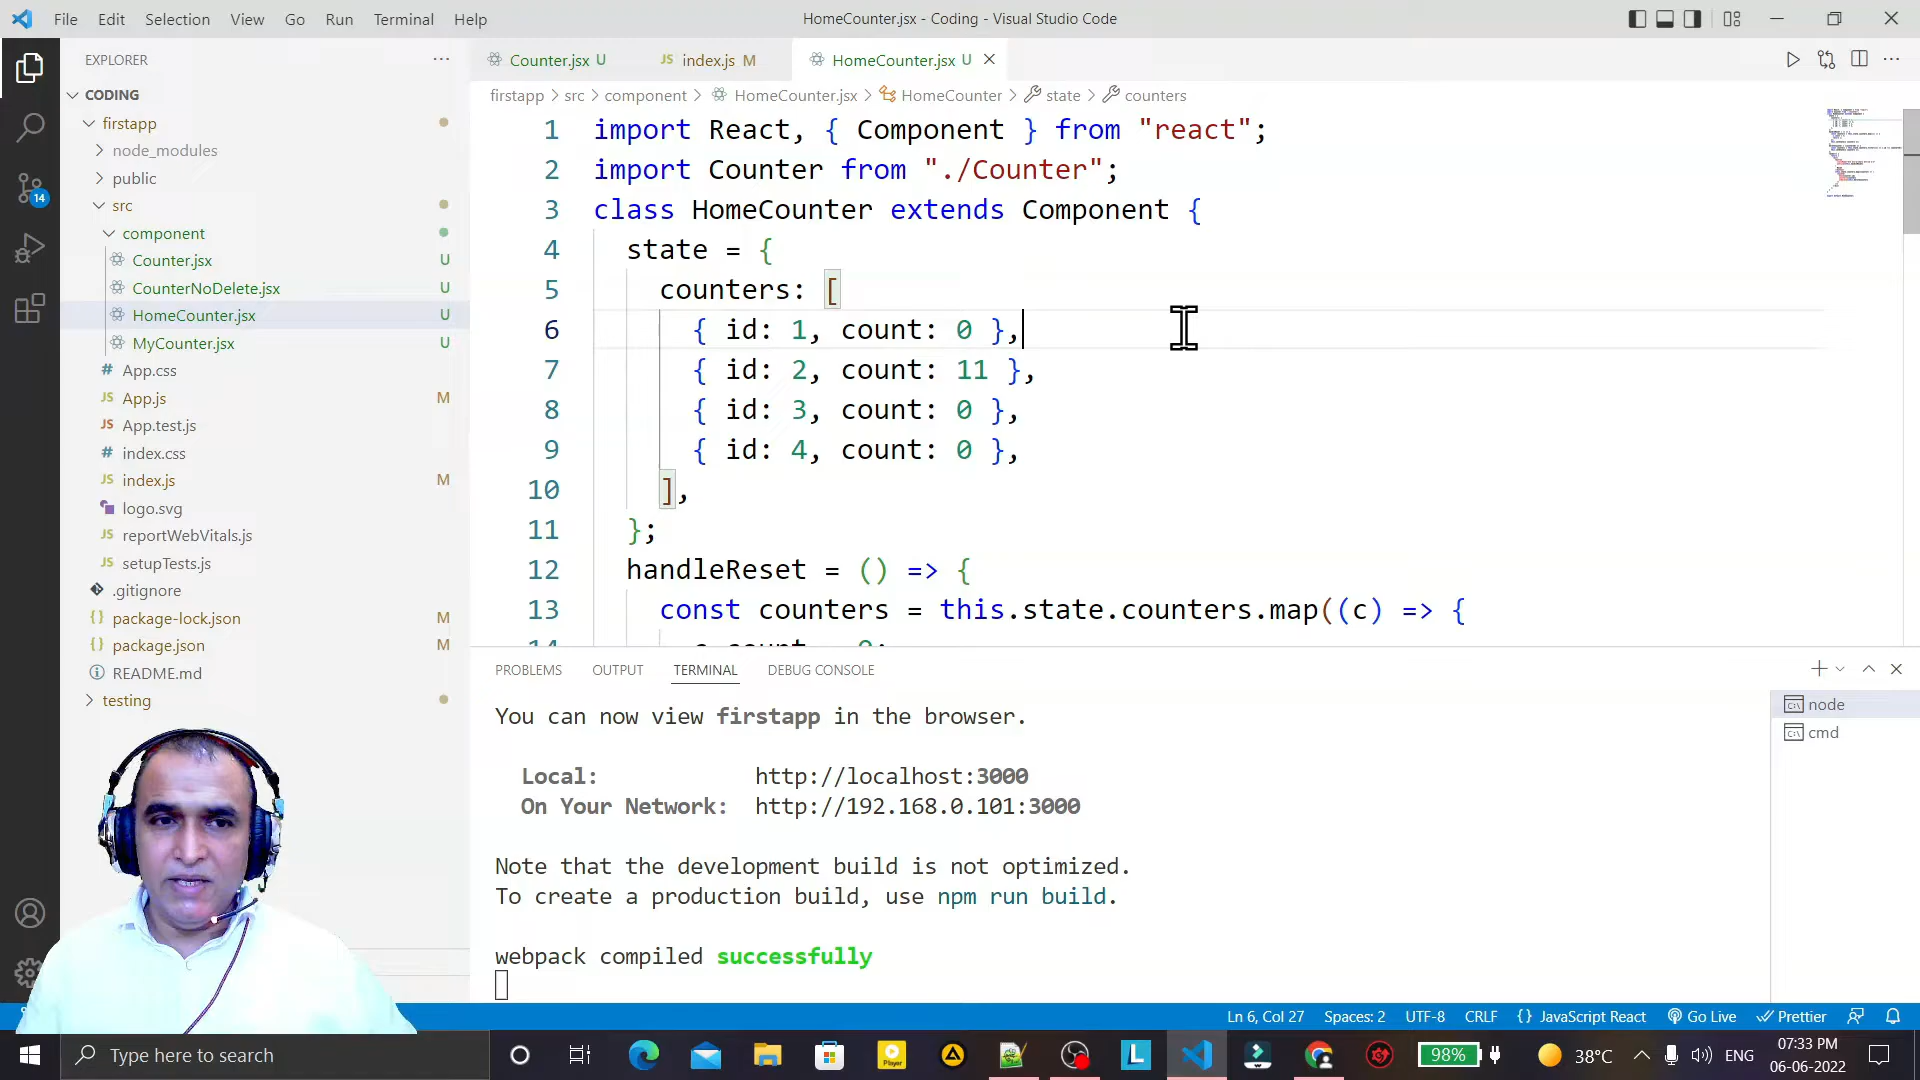 File Edit Selection View Go Run Terminal Help
HomeCounter.jsx - Coding - Visual Studio Code
EXPLORER
CODING
firstapp
node_modules
public
14
src
component
Counter.jsx U
CounterNoDelete.jsx U
HomeCounter.jsx U
MyCounter.jsx U
# App.css
JS App.js M
JS App.test.js
# index.css
JS index.js M
logo.svg
JS reportWebVitals.js
JS setupTests.js
.gitignore
{} package-lock.json M
{} package.json M
README.md
testing
Counter.jsx U
JS index.js M
HomeCounter.jsx U
firstapp > src > component > HomeCounter.jsx > HomeCounter > state > counters
1 import React, { Component } from "react";
2 import Counter from "./Counter";
3 class HomeCounter extends Component {
4 state = {
5 counters: [
6 { id: 1, count: 0 },
7 { id: 2, count: 11 },
8 { id: 3, count: 0 },
9 { id: 4, count: 0 },
10 ],
11 };
12 handleReset = () => {
13 const counters = this.state.counters.map((c) => {
PROBLEMS OUTPUT TERMINAL DEBUG CONSOLE
You can now view firstapp in the browser.
Local: http://localhost:3000
On Your Network: http://192.168.0.101:3000
Note that the development build is not optimized.
To create a production build, use npm run build.
webpack compiled successfully
node
cmd
Ln 6, Col 27 Spaces: 2 UTF-8 CRLF {} JavaScript React Go Live Prettier
Type here to search
Player
L
98%
38°C
ENG
07:33 PM
06-06-2022